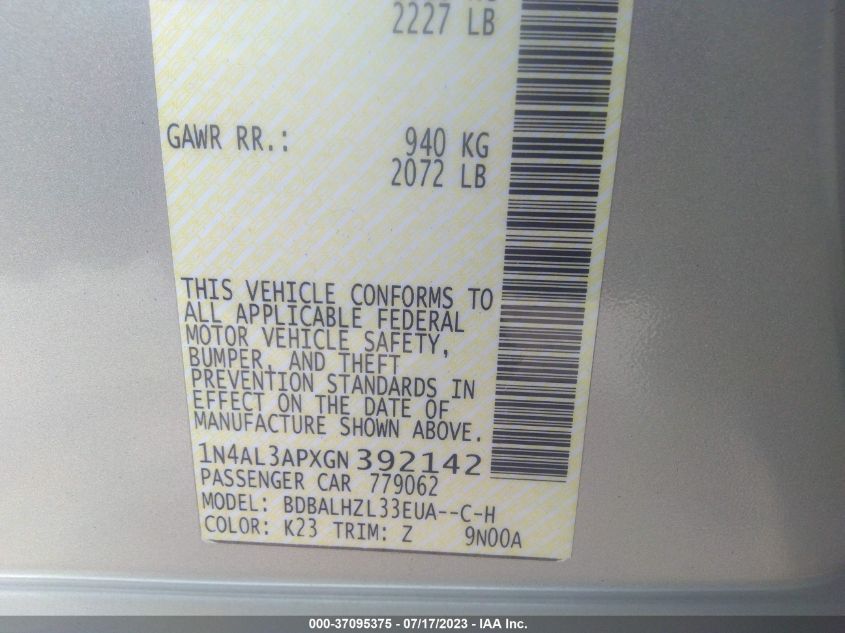 2227 LB
GAWR RR.: 940 KG
2072 LB
THIS VEHICLE CONFORMS TO
ALL APPLICABLE FEDERAL
MOTOR VEHICLE SAFETY,
BUMPER, AND THEFT
PREVENTION STANDARDS IN
EFFECT ON THE DATE OF
MANUFACTURE SHOWN ABOVE.
1N4AL3APXGN392142
PASSENGER CAR 779062
MODEL: BDBALHZL33EUA--C-H
COLOR: K23 TRIM: Z 9N00A
000-37095375 - 07/17/2023 - IAA Inc.